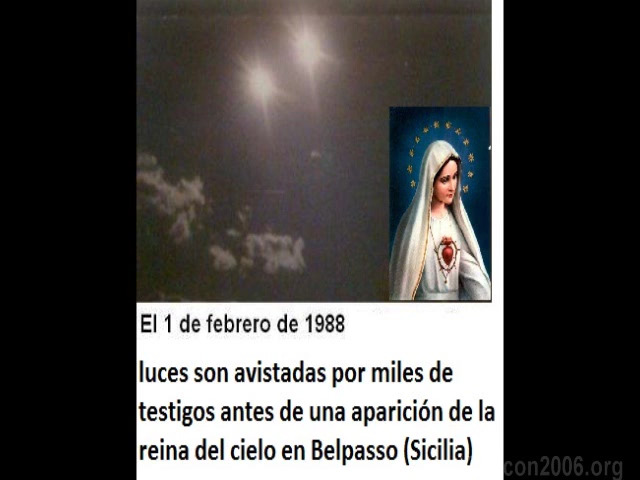 El 1 de febrero de 1988
luces son avistadas por miles de
testigos antes de una aparición de la
reina del cielo en Belpasso (Sicilia)
con2006.org